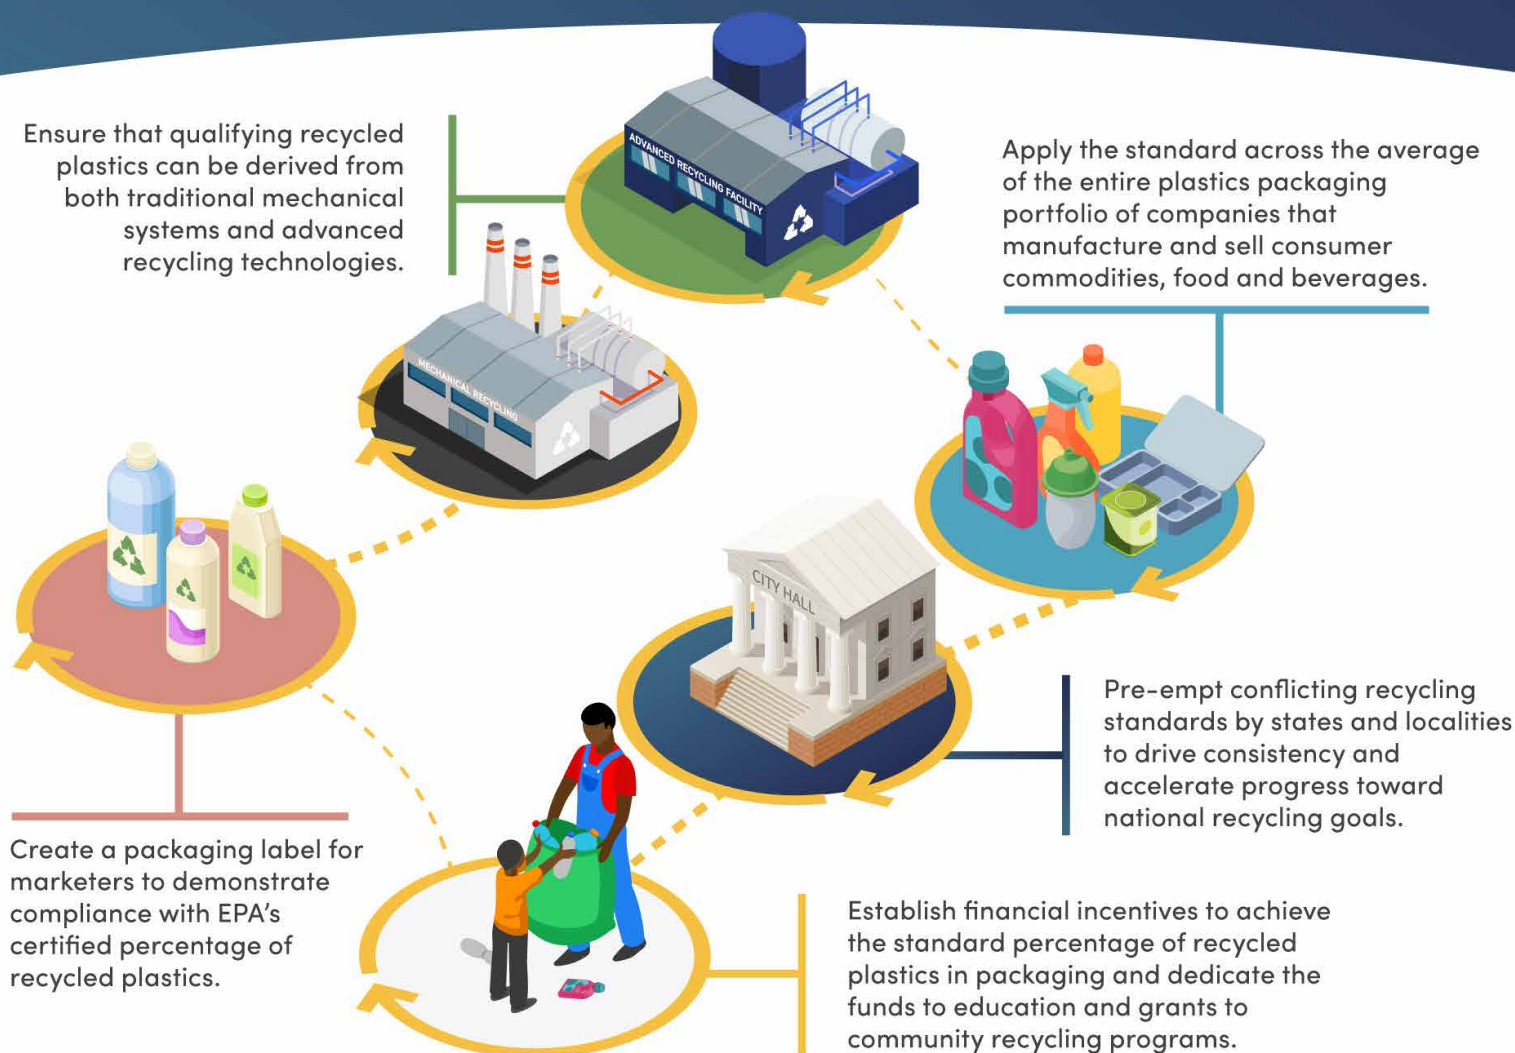 Ensure that qualifying recycled
plastics can be derived from
both traditional mechanical
systems and advanced
recycling technologies.
ADVANCED RECYCLING FACILITY
Apply the standard across the average
of the entire plastics packaging
portfolio of companies that
manufacture and sell consumer
commodities, food and beverages.
MECHANICAL RECYCLING
CITY HALL
Pre-empt conflicting recycling
standards by states and localities
to drive consistency and
accelerate progress toward
national recycling goals.
Create a packaging label for
marketers to demonstrate
compliance with EPA’s
certified percentage of
recycled plastics.
Establish financial incentives to achieve
the standard percentage of recycled
plastics in packaging and dedicate the
funds to education and grants to
community recycling programs.